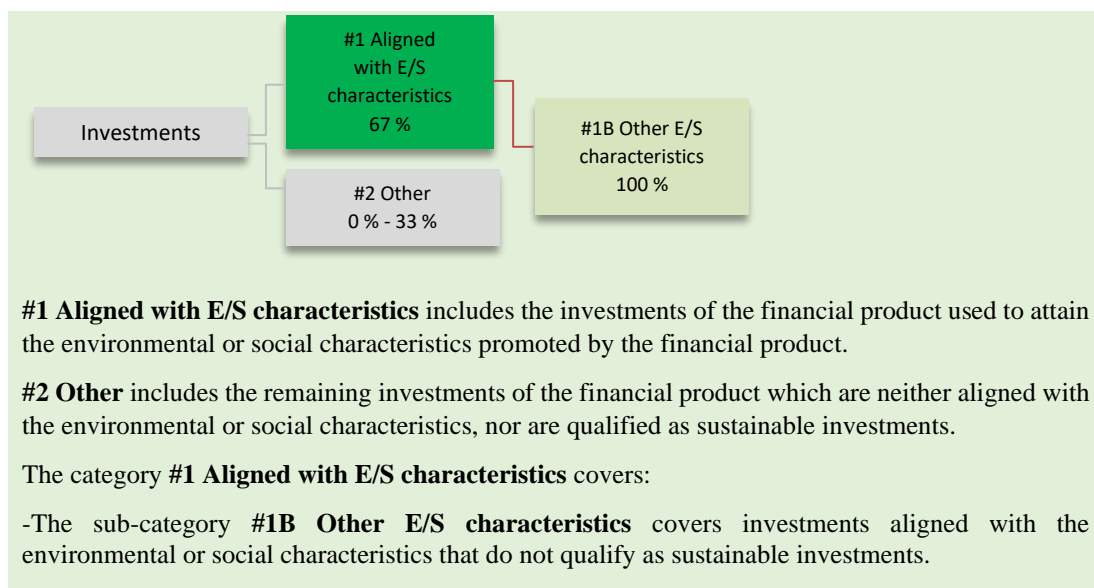 #1 Aligned
with E/S
characteristics
67 %
Investments
#1B Other E/S
characteristics
100 %
#2 Other
0 % - 33 %
#1 Aligned with E/S characteristics includes the investments of the financial product used to attain
the environmental or social characteristics promoted by the financial product.
#2 Other includes the remaining investments of the financial product which are neither aligned with
the environmental or social characteristics, nor are qualified as sustainable investments.
The category #1 Aligned with E/S characteristics covers:
-The sub-category #1B Other E/S characteristics covers investments aligned with the
environmental or social characteristics that do not qualify as sustainable investments.